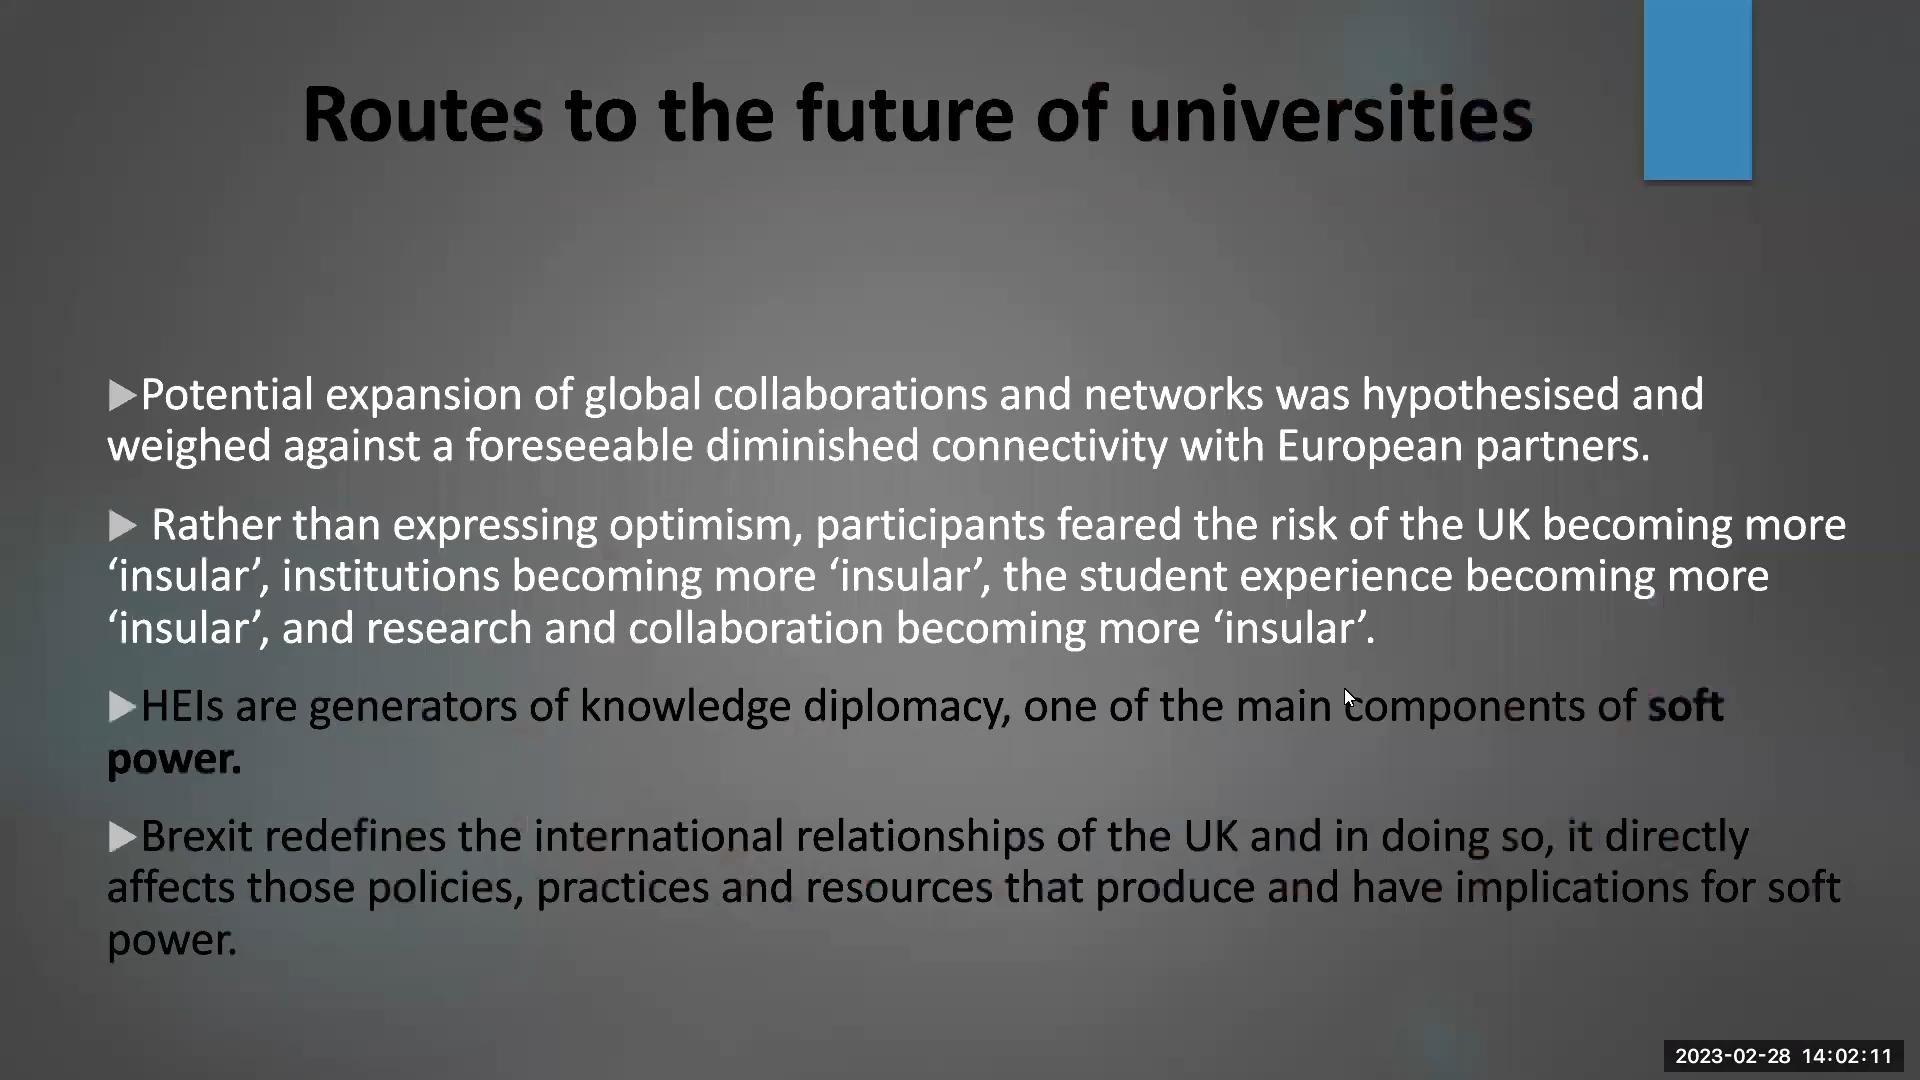 Routes to the future of universities
▶Potential expansion of global collaborations and networks was hypothesised and
weighed against a foreseeable diminished connectivity with European partners.
▶ Rather than expressing optimism, participants feared the risk of the UK becoming more
‘insular’, institutions becoming more ‘insular’, the student experience becoming more
‘insular’, and research and collaboration becoming more ‘insular’.
▶HEIs are generators of knowledge diplomacy, one of the main components of soft
power.
▶Brexit redefines the international relationships of the UK and in doing so, it directly
affects those policies, practices and resources that produce and have implications for soft
power.
2023-02-28 14:02:11